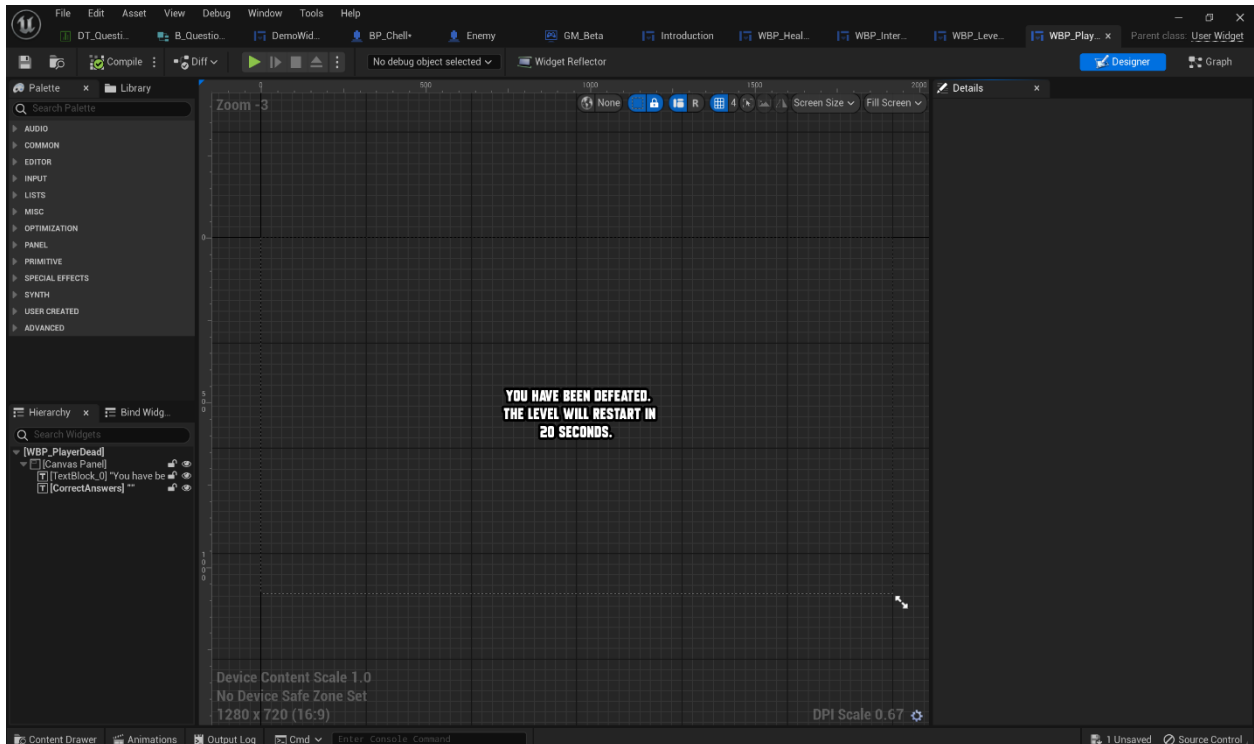 File Edit Asset View Debug Window Tools Help
DT_Questi... B_Questio... DemoWid... BP_Chell• Enemy GM_Beta Introduction WBP_Heal... WBP_Inter... WBP_Leve... WBP_Play... x Parent class: User Widget
Compile Diff No debug object selected Widget Reflector Designer Graph
Palette x Library
Search Palette
AUDIO
COMMON
EDITOR
INPUT
LISTS
MISC
OPTIMIZATION
PANEL
PRIMITIVE
SPECIAL EFFECTS
SYNTH
USER CREATED
ADVANCED
Hierarchy x Bind Widg...
Search Widgets
[WBP_PlayerDead]
[Canvas Panel]
[TextBlock_0] "You have be
[CorrectAnswers] ""
0 500 1000 1500 2000
Zoom -3
None R 4 Screen Size Fill Screen
0
500
1000
YOU HAVE BEEN DEFEATED.
THE LEVEL WILL RESTART IN
20 SECONDS.
Device Content Scale 1.0
No Device Safe Zone Set
1280 x 720 (16:9)
DPI Scale 0.67
Details x
Content Drawer Animations Output Log Cmd Enter Console Command 1 Unsaved Source Control